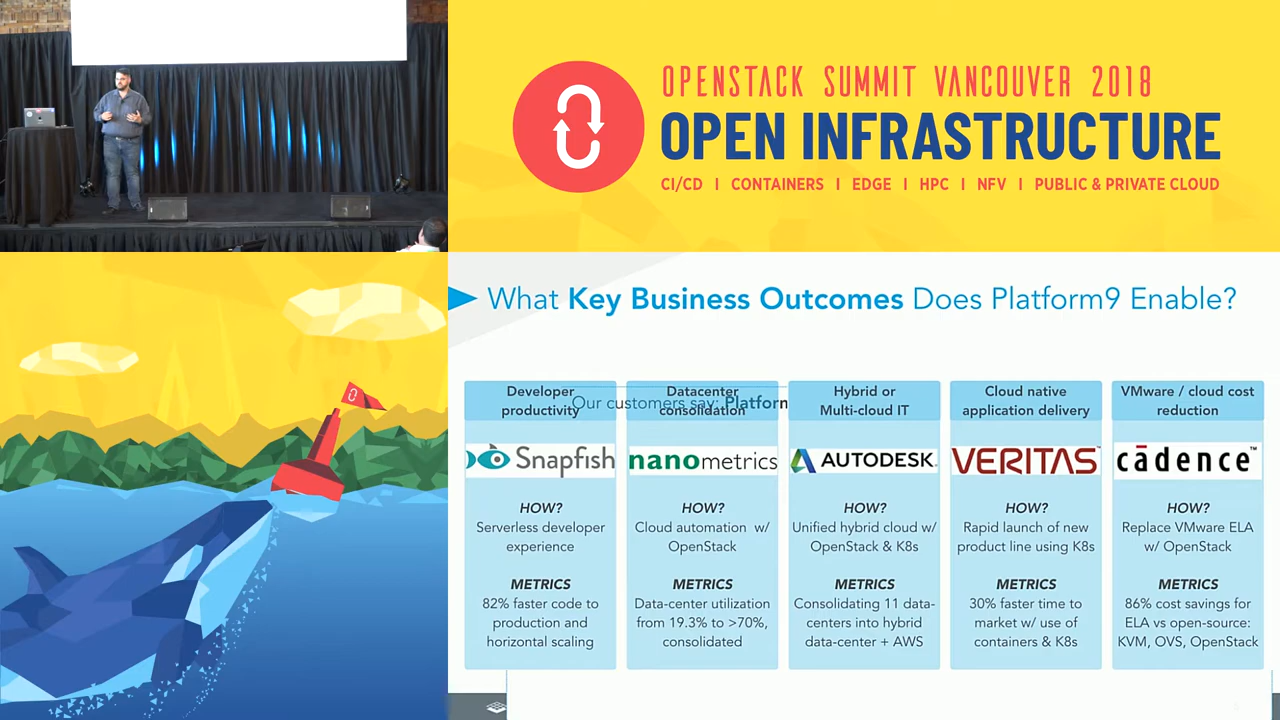 OPENSTACK SUMMIT VANCOUVER 2018
OPEN INFRASTRUCTURE
CI/CD | CONTAINERS | EDGE | HPC | NFV | PUBLIC & PRIVATE CLOUD
What Key Business Outcomes Does Platform9 Enable?
Our customers say: Platform
Developer
productivity
Snapfish
HOW?
Serverless developer
experience
METRICS
82% faster code to
production and
horizontal scaling
Datacenter
consolidation
nanometrics
HOW?
Cloud automation w/
OpenStack
METRICS
Data-center utilization
from 19.3% to >70%,
consolidated
Hybrid or
Multi-cloud IT
AUTODESK.
HOW?
Unified hybrid cloud w/
OpenStack & K8s
METRICS
Consolidating 11 data-
centers into hybrid
data-center + AWS
Cloud native
application delivery
VERITAS™
HOW?
Rapid launch of new
product line using K8s
METRICS
30% faster time to
market w/ use of
containers & K8s
VMware / cloud cost
reduction
cādence™
HOW?
Replace VMware ELA
w/ OpenStack
METRICS
86% cost savings for
ELA vs open-source:
KVM, OVS, OpenStack